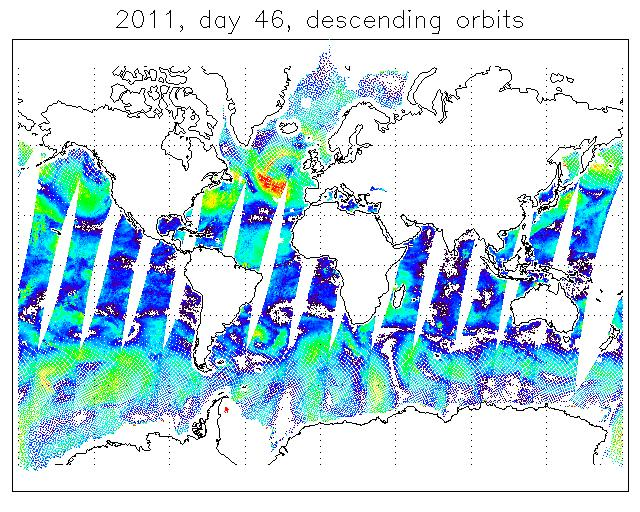 2011, day 46, descending orbits